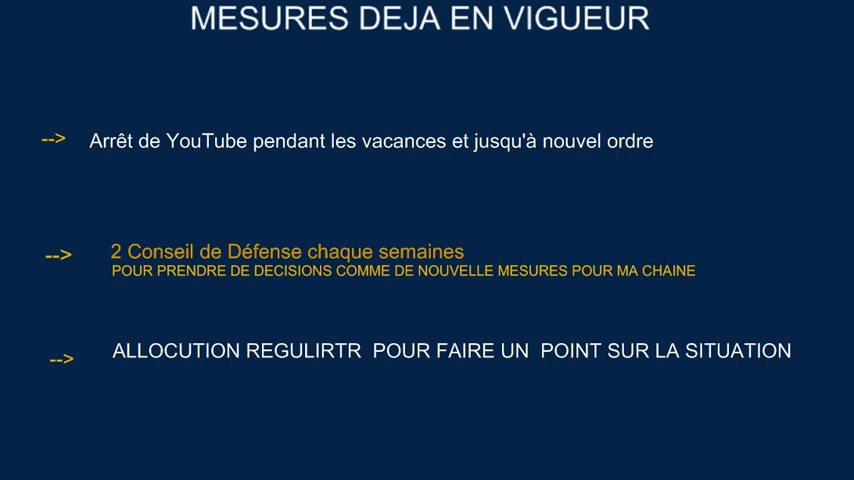 MESURES DEJA EN VIGUEUR
--> Arrêt de YouTube pendant les vacances et jusqu'à nouvel ordre
--> 2 Conseil de Défense chaque semaines
POUR PRENDRE DE DECISIONS COMME DE NOUVELLE MESURES POUR MA CHAINE
--> ALLOCUTION REGULIRTR POUR FAIRE UN POINT SUR LA SITUATION